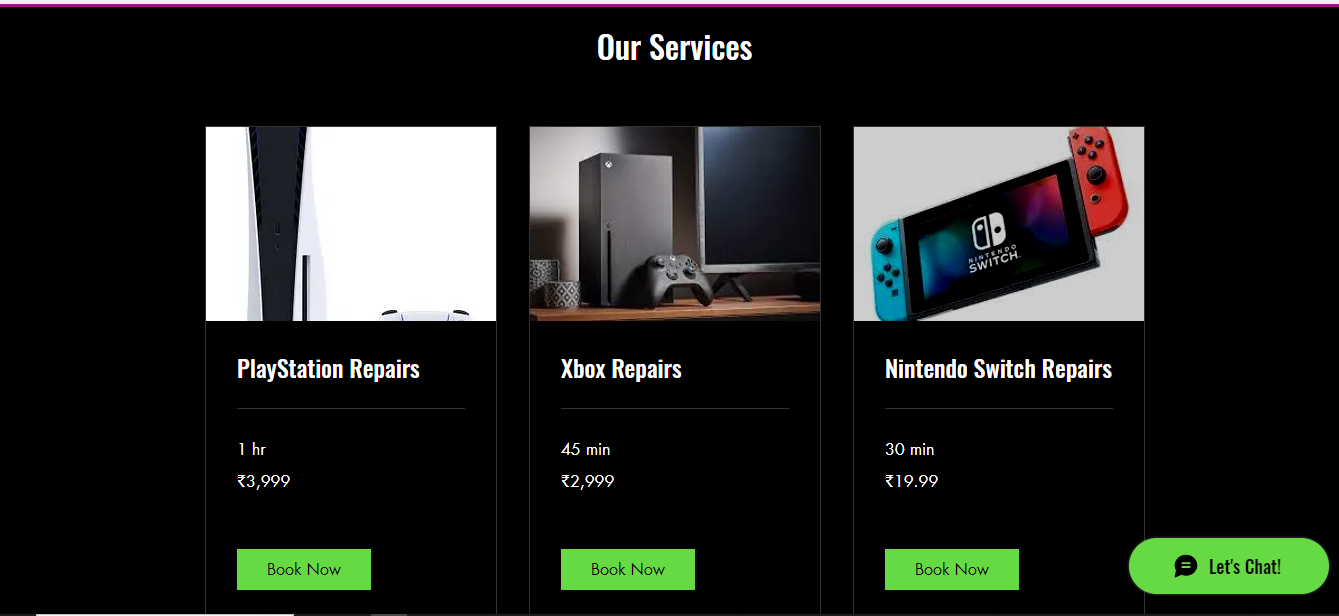 Our Services
NINTENDO
SWITCH
PlayStation Repairs
Xbox Repairs
Nintendo Switch Repairs
1 hr
45 min
30 min
₹3,999
₹2,999
₹19.99
Book Now
Book Now
Book Now
Let's Chat!